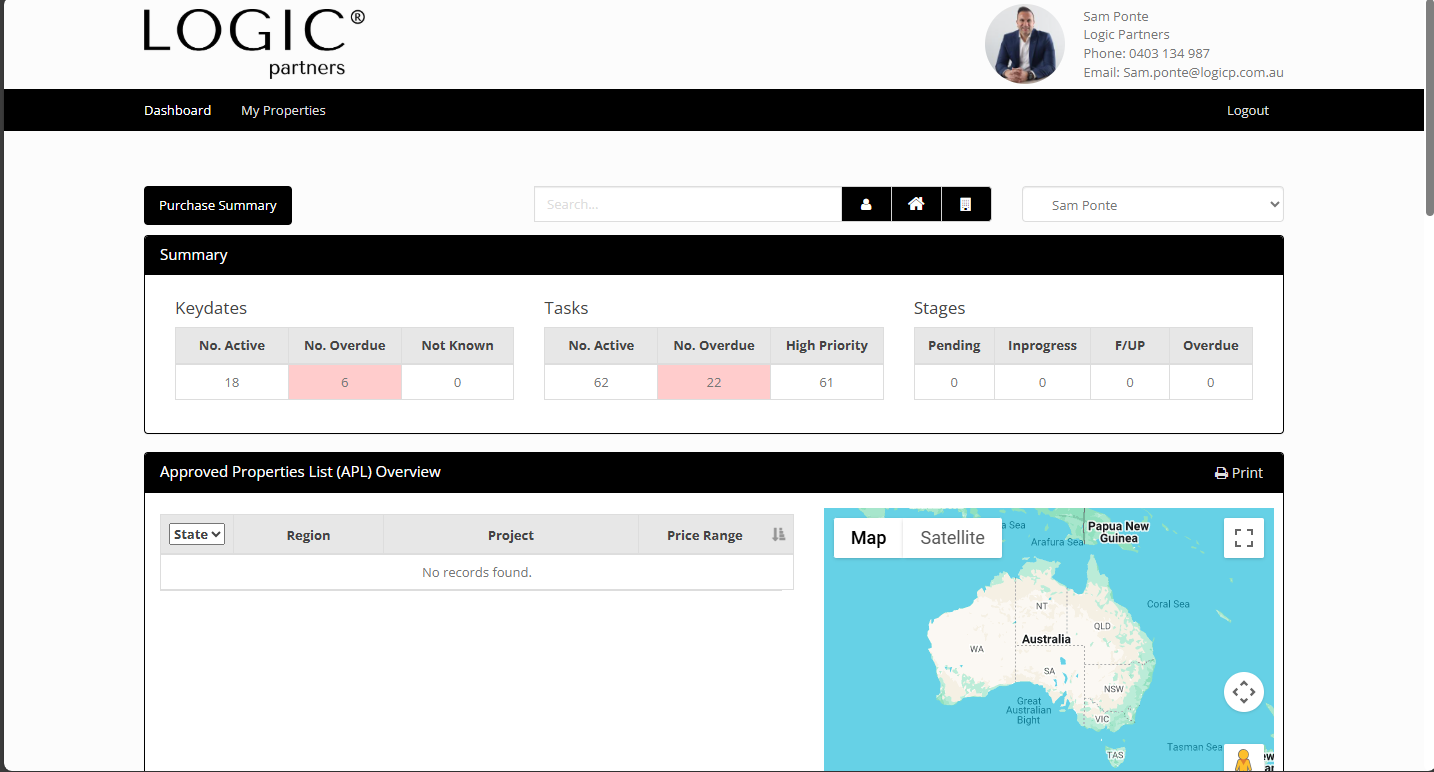 LOGIC®
partners
Sam Ponte
Logic Partners
Phone: 0403 134 987
Email: Sam.ponte@logicp.com.au
Dashboard My Properties Logout
Purchase Summary Search... Sam Ponte
Summary
Keydates Tasks Stages
No. Active No. Overdue Not Known No. Active No. Overdue High Priority Pending Inprogress F/UP Overdue
18 6 0 62 22 61 0 0 0 0
Approved Properties List (APL) Overview Print
State Region Project Price Range
No records found.
Map Satellite
a Sea
Papua New
Guinea
Arafura Sea
Coral Sea
NT
QLD
Australia
WA
SA
NSW
Great
Australian
Bight
VIC
TAS
Tasman Sea